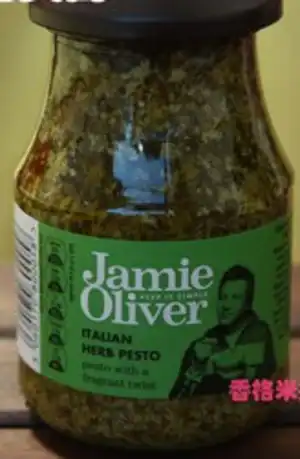 Jamie
KEEP IT SIMPLE
Oliver
ITALIAN
HERB PESTO
pesto with a
fragrant twist
香格米